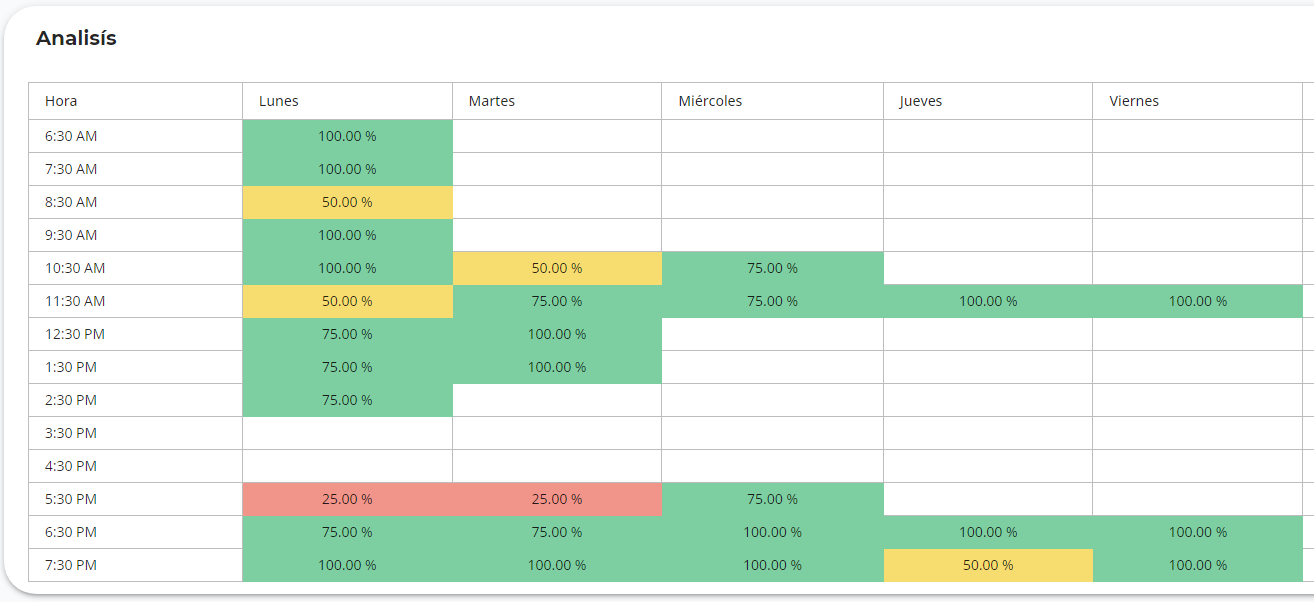 Analisís
Hora Lunes Martes Miércoles Jueves Viernes
6:30 AM 100.00 %
7:30 AM 100.00 %
8:30 AM 50.00 %
9:30 AM 100.00 %
10:30 AM 100.00 % 50.00 % 75.00 %
11:30 AM 50.00 % 75.00 % 75.00 % 100.00 % 100.00 %
12:30 PM 75.00 % 100.00 %
1:30 PM 75.00 % 100.00 %
2:30 PM 75.00 %
3:30 PM
4:30 PM
5:30 PM 25.00 % 25.00 % 75.00 %
6:30 PM 75.00 % 75.00 % 100.00 % 100.00 % 100.00 %
7:30 PM 100.00 % 100.00 % 100.00 % 50.00 % 100.00 %